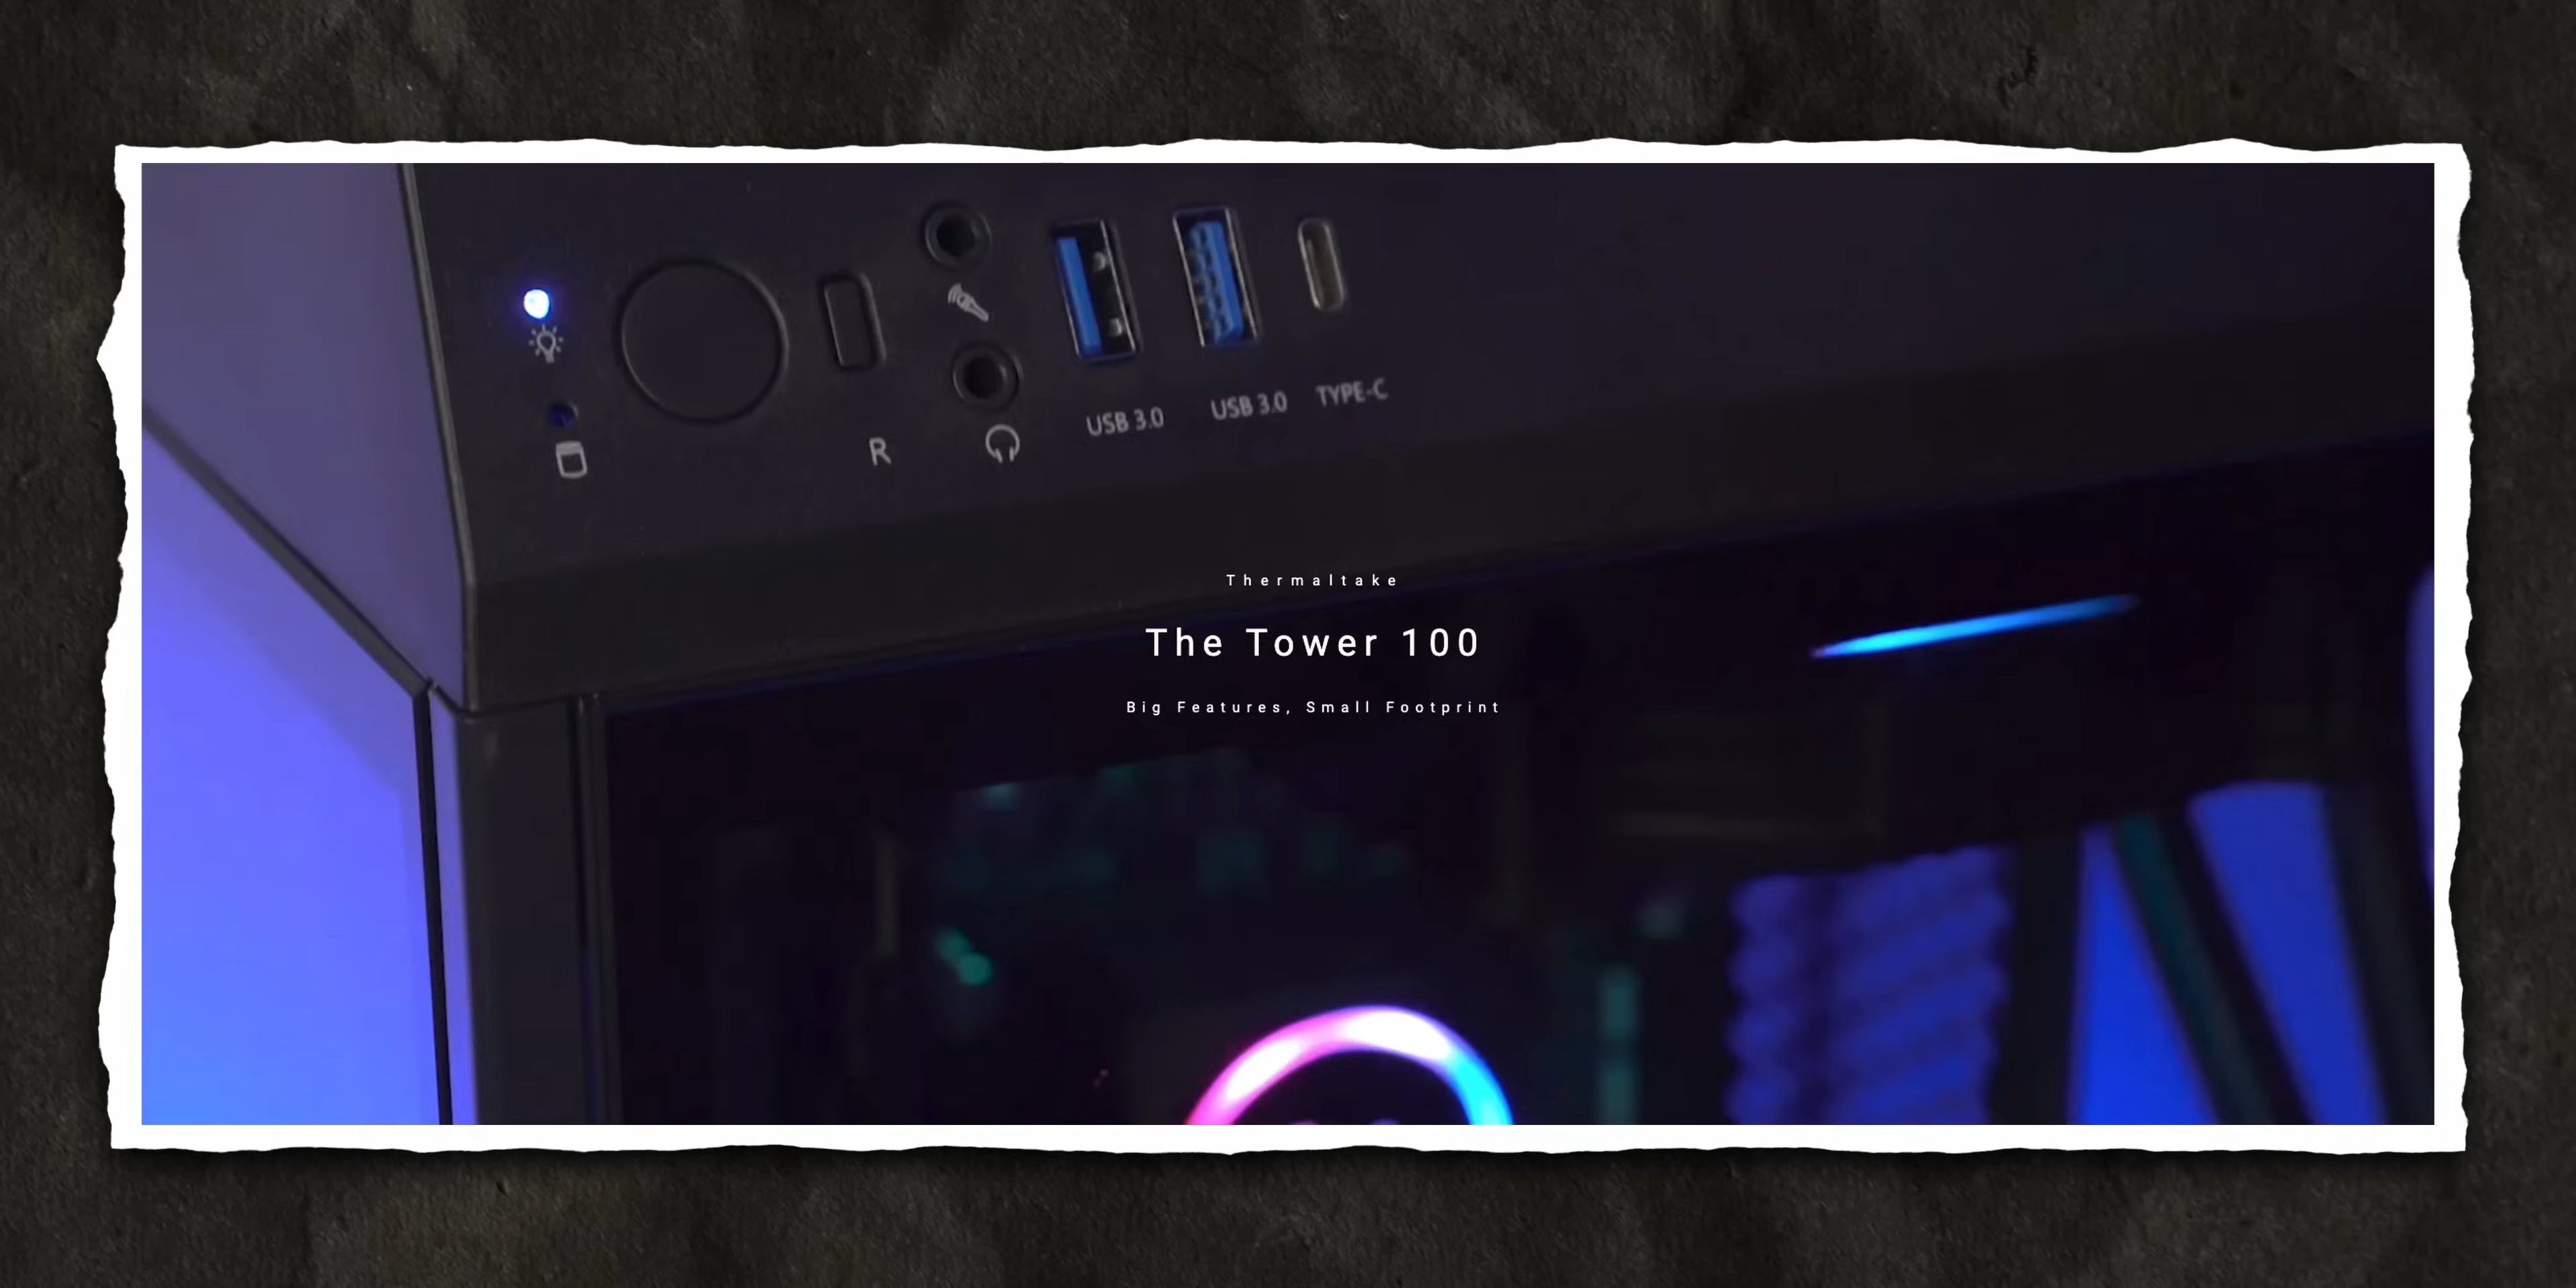 R
USB 3.0
USB 3.0
TYPE-C
Thermaltake
The Tower 100
Big Features, Small Footprint